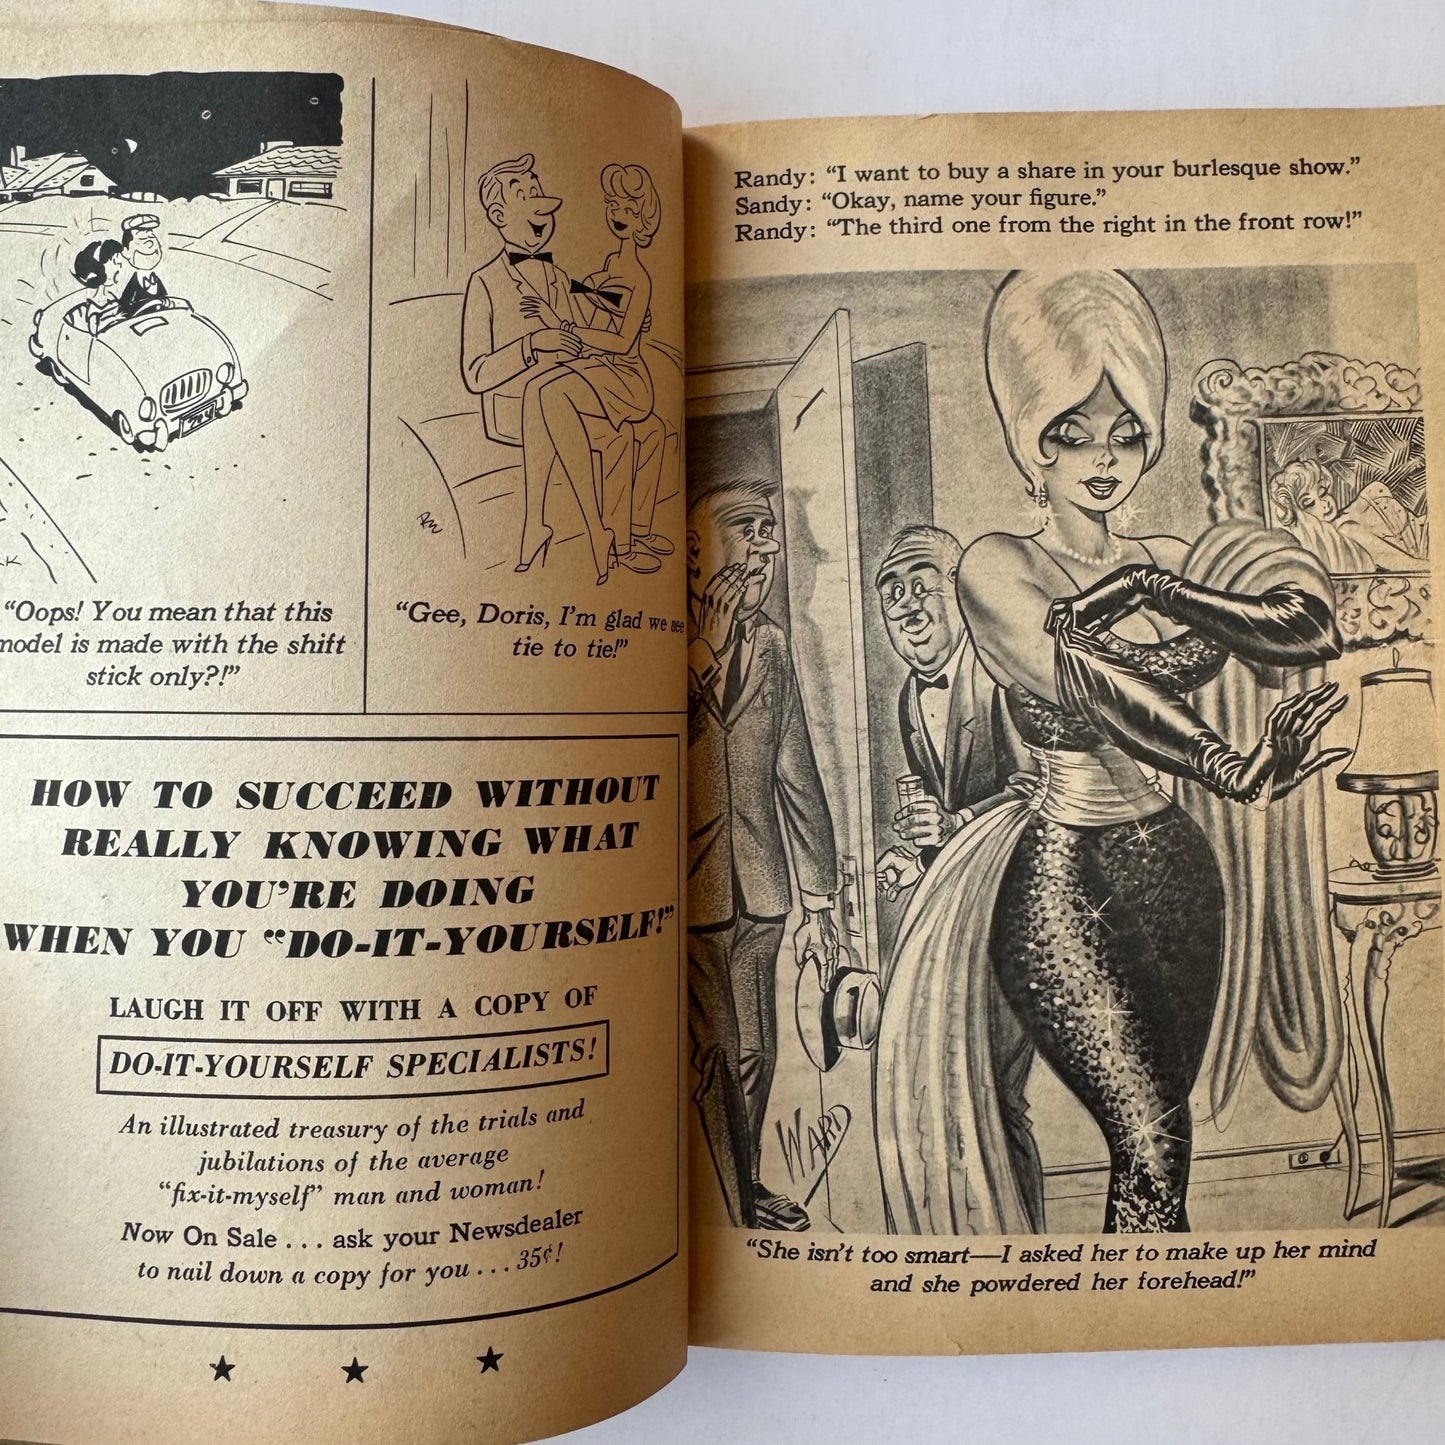 “Oops! You mean that this
model is made with the shift
stick only?!”
RE
“Gee, Doris, I'm glad we see
tie to tie!”
HOW TO SUCCEED WITHOUT
REALLY KNOWING WHAT
YOU'RE DOING
WHEN YOU “DO-IT-YOURSELF!”
LAUGH IT OFF WITH A COPY OF
DO-IT-YOURSELF SPECIALISTS!
An illustrated treasury of the trials and
jubilations of the average
“fix-it-myself” man and woman!
Now On Sale . . . ask your Newsdealer
to nail down a copy for you . . . 35¢!
Randy: “I want to buy a share in your burlesque show.”
Sandy: “Okay, name your figure.”
Randy: “The third one from the right in the front row!”
WARD
“She isn't too smart—I asked her to make up her mind
and she powdered her forehead!”